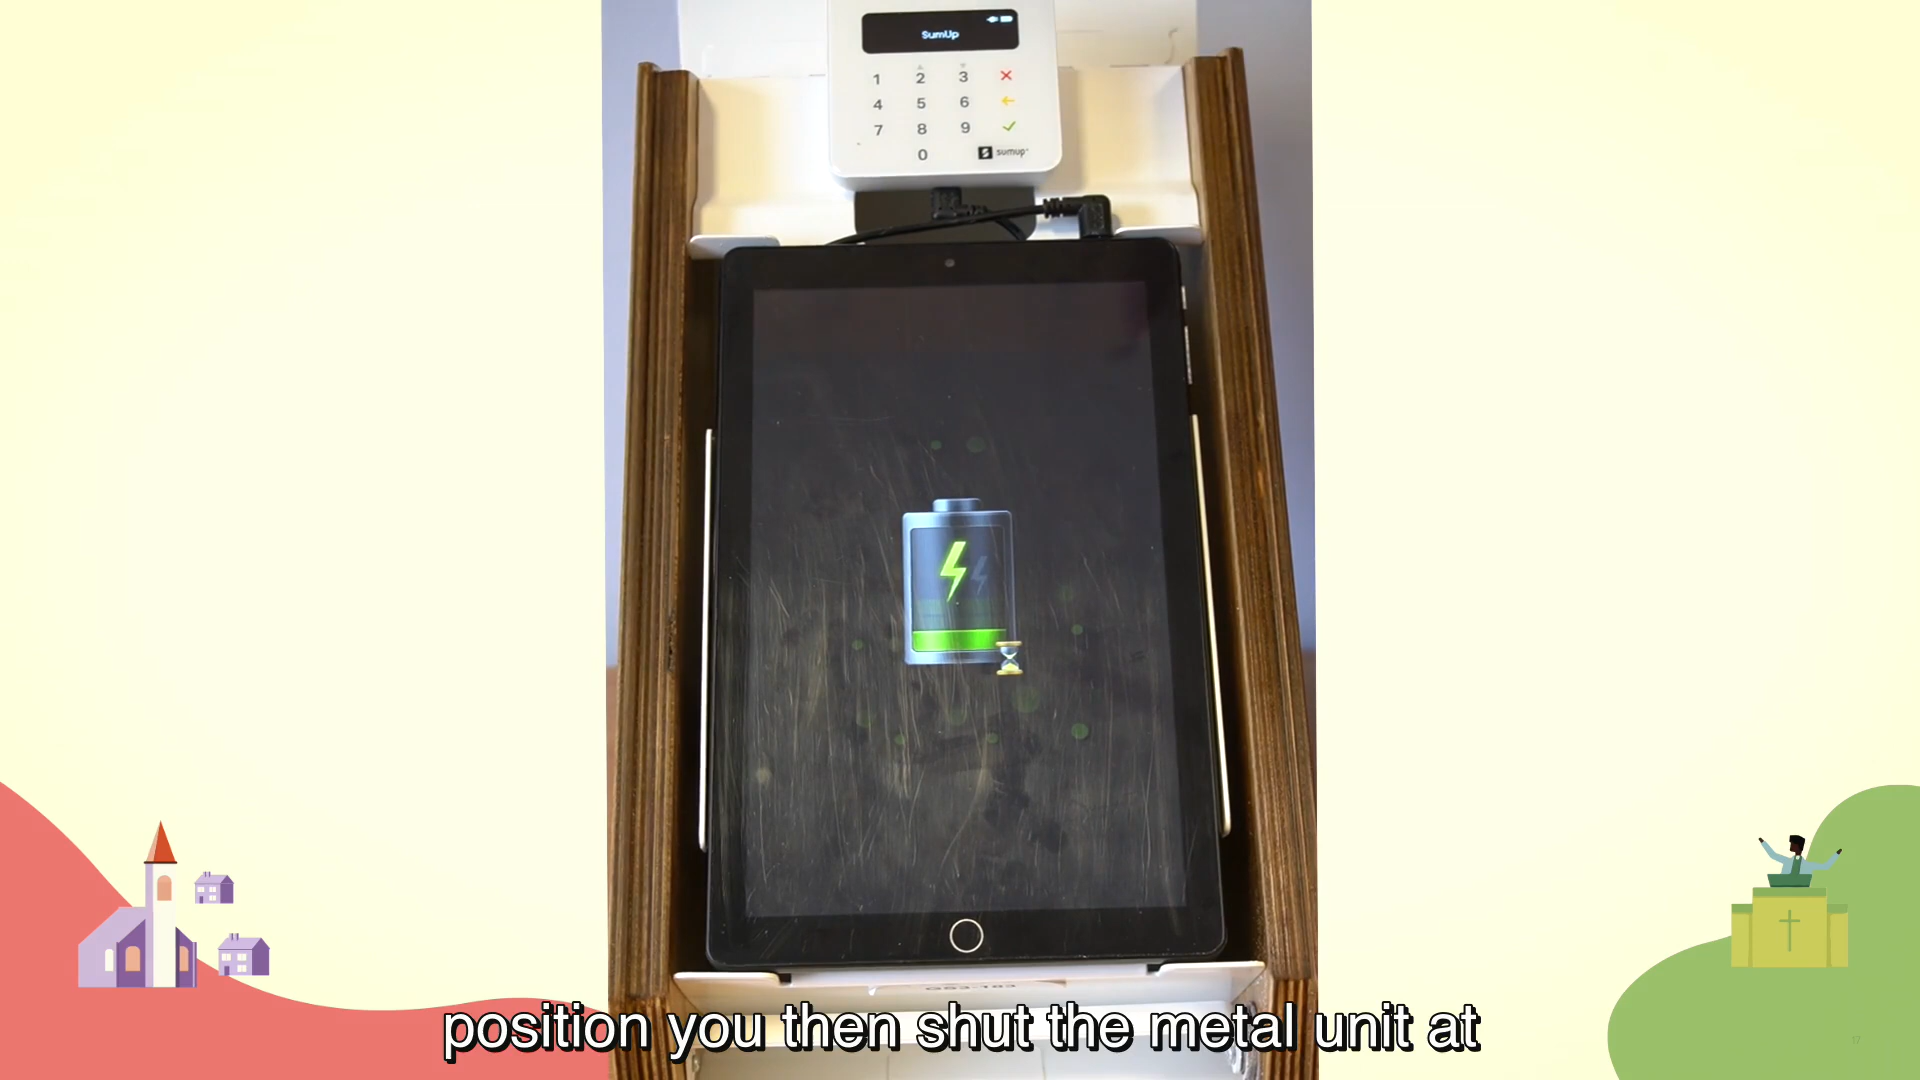 SumUp
1 2 3
4 5 6
7 8 9
0 sumup
position you then shut the metal unit at
17